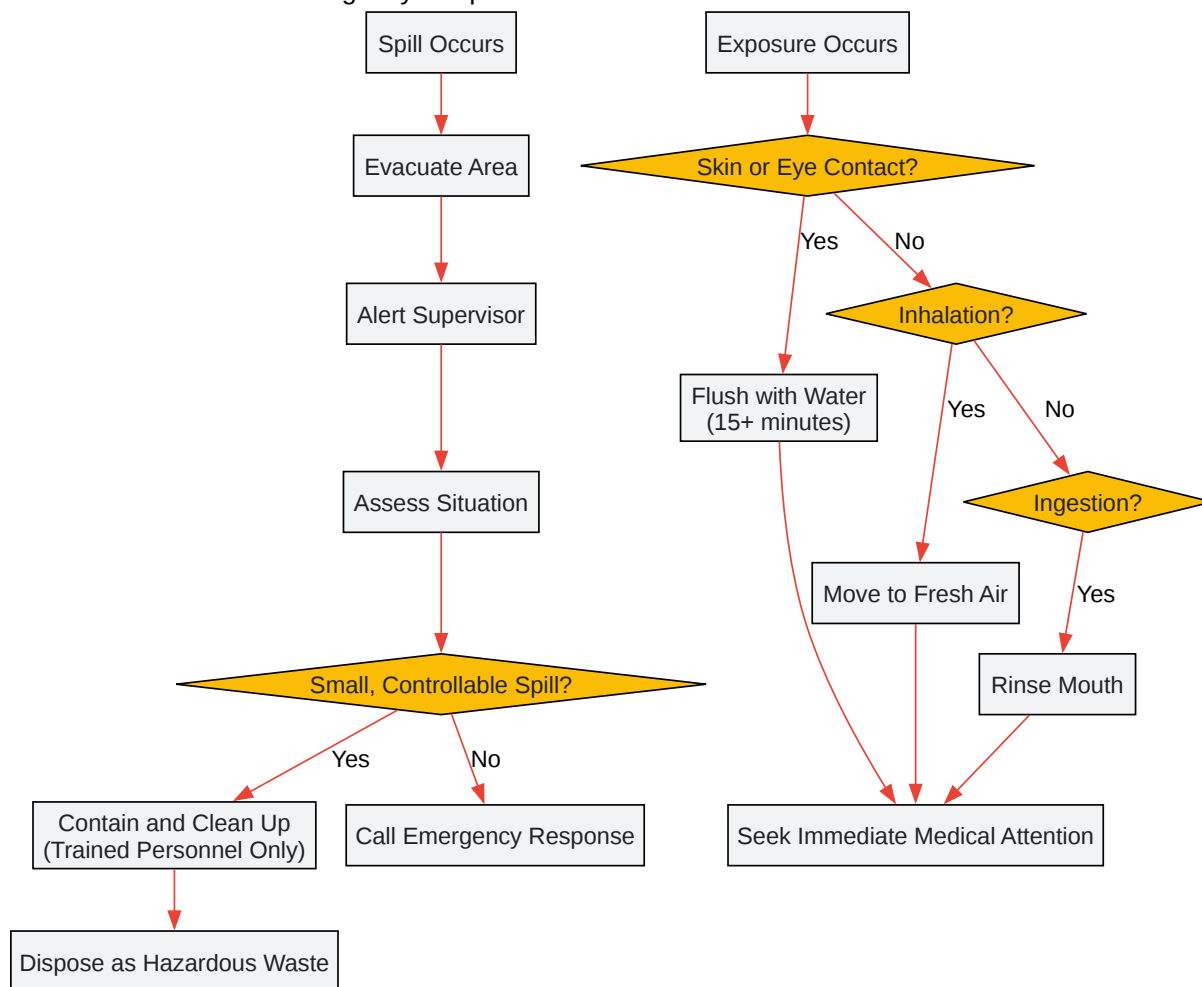 Spill Occurs
Exposure Occurs
Evacuate Area
Skin or Eye Contact?
Yes
No
Alert Supervisor
Inhalation?
Flush with Water
(15+ minutes)
Yes
No
Assess Situation
Ingestion?
Move to Fresh Air
Yes
Small, Controllable Spill?
Rinse Mouth
Yes
No
Contain and Clean Up
(Trained Personnel Only)
Call Emergency Response
Seek Immediate Medical Attention
Dispose as Hazardous Waste